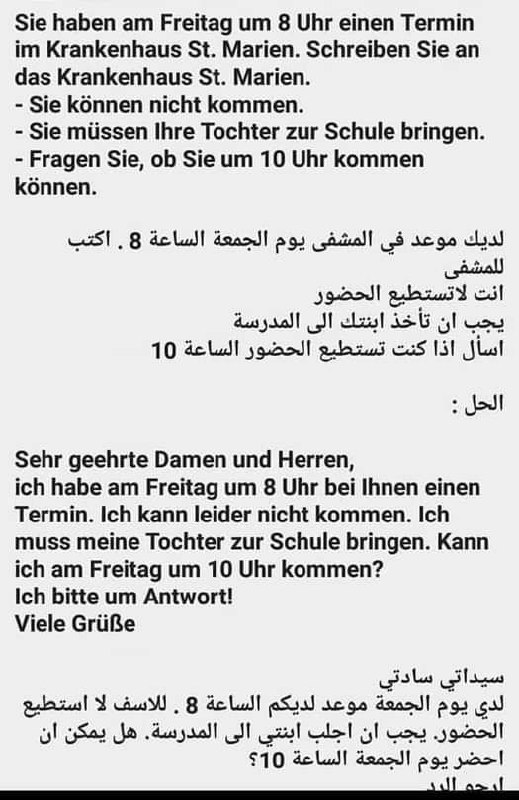 Sie haben am Freitag um 8 Uhr einen Termin
im Krankenhaus St. Marien. Schreiben Sie an
das Krankenhaus St. Marien.
- Sie können nicht kommen.
- Sie müssen Ihre Tochter zur Schule bringen.
- Fragen Sie, ob Sie um 10 Uhr kommen
können.
لديك موعد في المشفى يوم الجمعة الساعة 8 . اكتب
للمشفى
انت لاتستطيع الحضور
يجب ان تأخذ ابنتك الى المدرسة
اسأل اذا كنت تستطيع الحضور الساعة 10
الحل :
Sehr geehrte Damen und Herren,
ich habe am Freitag um 8 Uhr bei Ihnen einen
Termin. Ich kann leider nicht kommen. Ich
muss meine Tochter zur Schule bringen. Kann
ich am Freitag um 10 Uhr kommen?
Ich bitte um Antwort!
Viele Grüße
سيداتي سادتي
لدي يوم الجمعة موعد لديكم الساعة 8 . للاسف لا استطيع
الحضور. يجب ان اجلب ابنتي الى المدرسة. هل يمكن ان
احضر يوم الجمعة الساعة 10؟
ارجو الرد